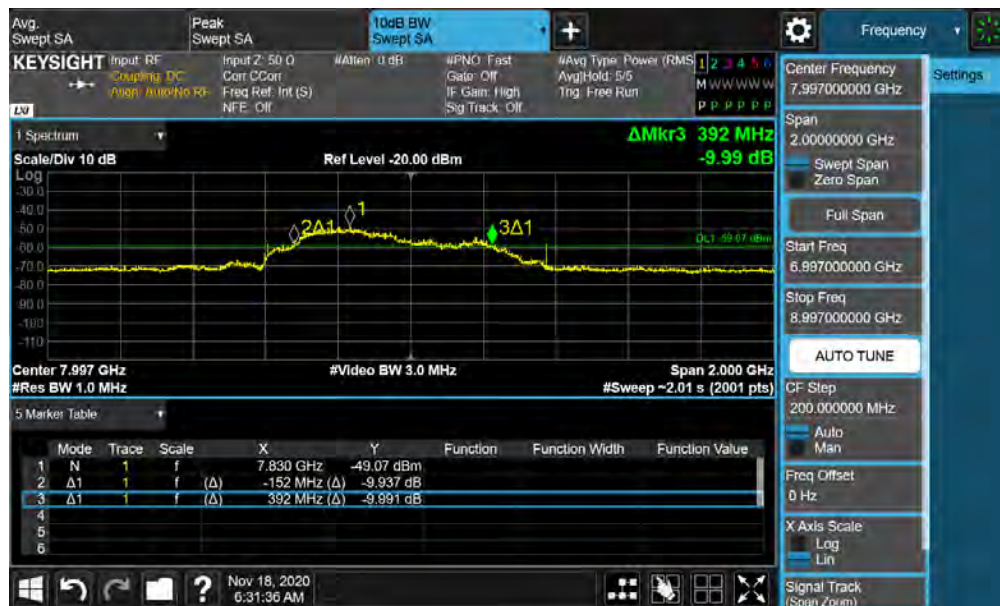 Avg.
Swept SA
Peak
Swept SA
10dB BW
Swept SA
Frequency
KEYSIGHT
Input: RF
Coupling: DC
Align: Auto/No RF
Input Z: 50 Ω
Corr CCorr
Freq Ref: Int (S)
NFE: Off
#Atten: 0 dB
#PNO: Fast
Gate: Off
IF Gain: High
Sig Track: Off
#Avg Type: Power (RMS
Avg|Hold: 5/5
Trig: Free Run
1 2 3 4 5 6
M W W W W W
P P P P P P
LXI
Center Frequency
7.997000000 GHz
Settings
1 Spectrum
ΔMkr3 392 MHz
-9.99 dB
Scale/Div 10 dB
Ref Level -20.00 dBm
Log
-30.0
-40.0
-50.0
-60.0
-70.0
-80.0
-90.0
-100
-110
1
2Δ1
3Δ1
DL1 -59.07 dBm
Center 7.997 GHz
#Video BW 3.0 MHz
Span 2.000 GHz
#Res BW 1.0 MHz
#Sweep ~2.01 s (2001 pts)
Span
2.00000000 GHz
Swept Span
Zero Span
Full Span
Start Freq
6.997000000 GHz
Stop Freq
8.997000000 GHz
AUTO TUNE
CF Step
200.000000 MHz
Auto
Man
Freq Offset
0 Hz
X Axis Scale
Log
Lin
Signal Track
(Span Zoom)
5 Marker Table
Mode Trace Scale X Y Function Function Width Function Value
1 N 1 f 7.830 GHz -49.07 dBm
2 Δ1 1 f (Δ) -152 MHz (Δ) -9.937 dB
3 Δ1 1 f (Δ) 392 MHz (Δ) -9.991 dB
4
5
6
?
Nov 18, 2020
6:31:36 AM